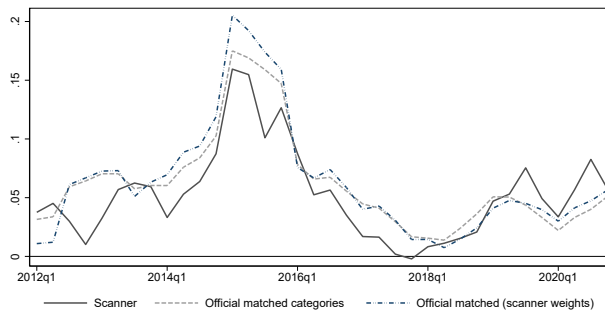 .2
.15
.1
.05
0
2012q1 2014q1 2016q1 2018q1 2020q1
Scanner Official matched categories Official matched (scanner weights)